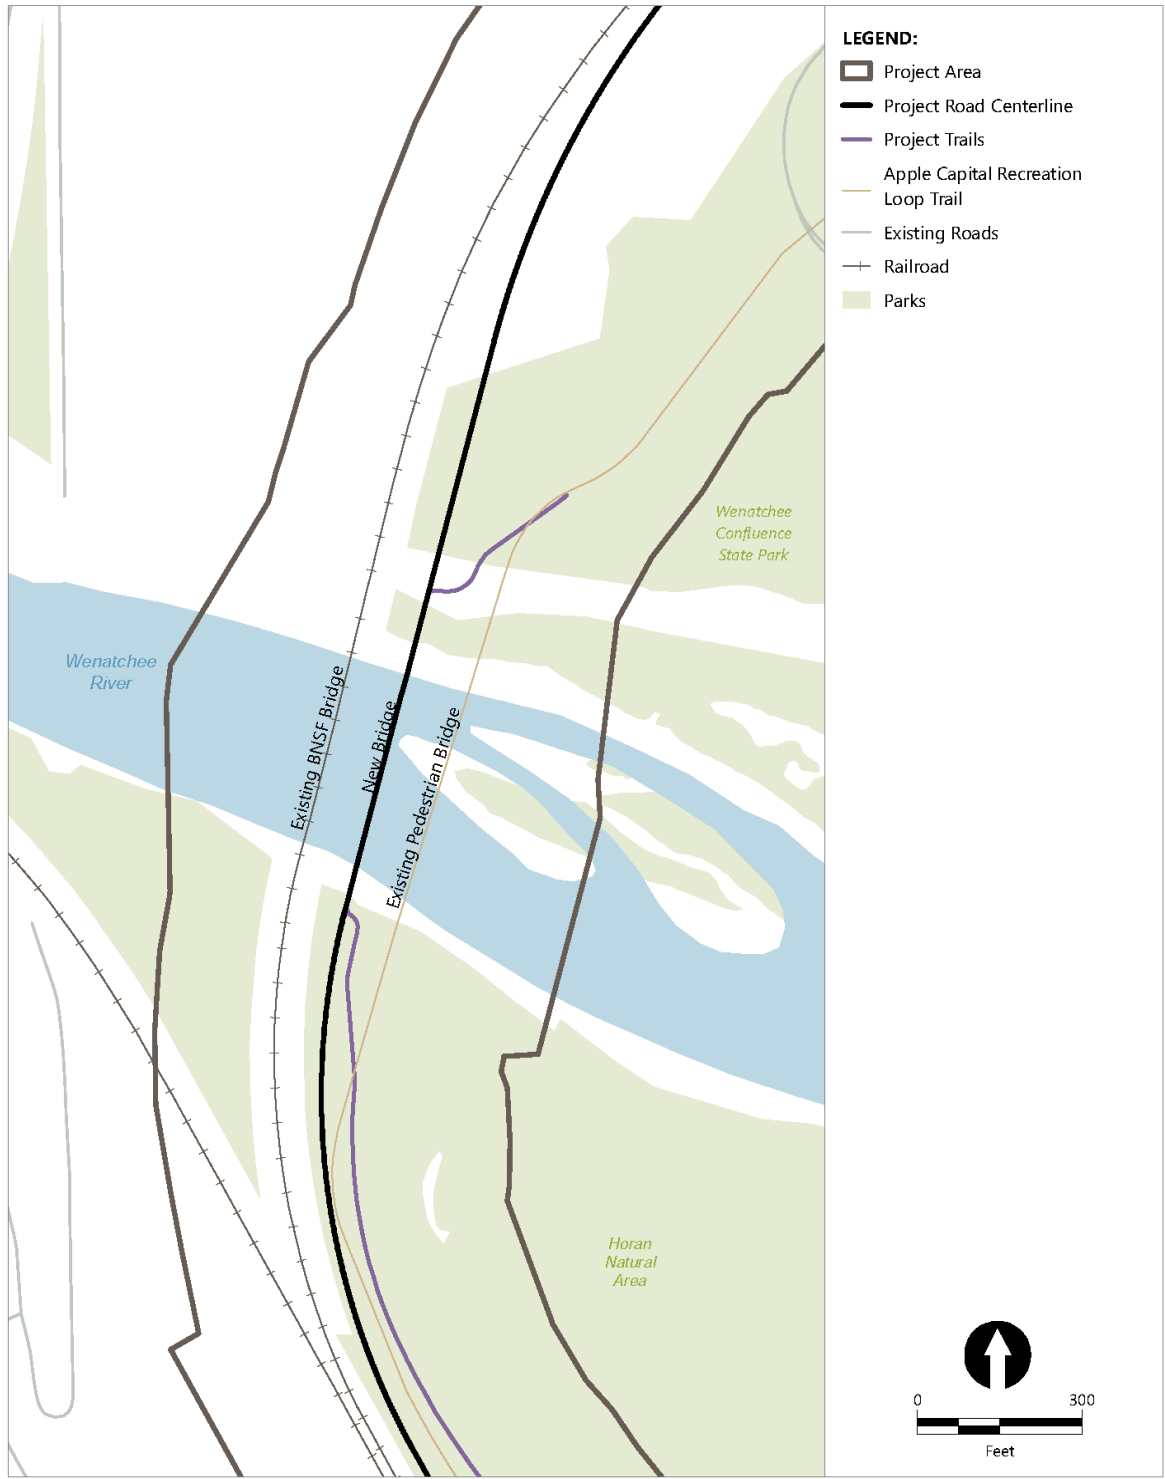 LEGEND:
Project Area
Project Road Centerline
Project Trails
Apple Capital Recreation
Loop Trail
Existing Roads
Railroad
Parks
Wenatchee
Confluence
State Park
Wenatchee
River
Existing BNSF Bridge
New Bridge
Existing Pedestrian Bridge
Horan
Natural
Area
0 300
Feet